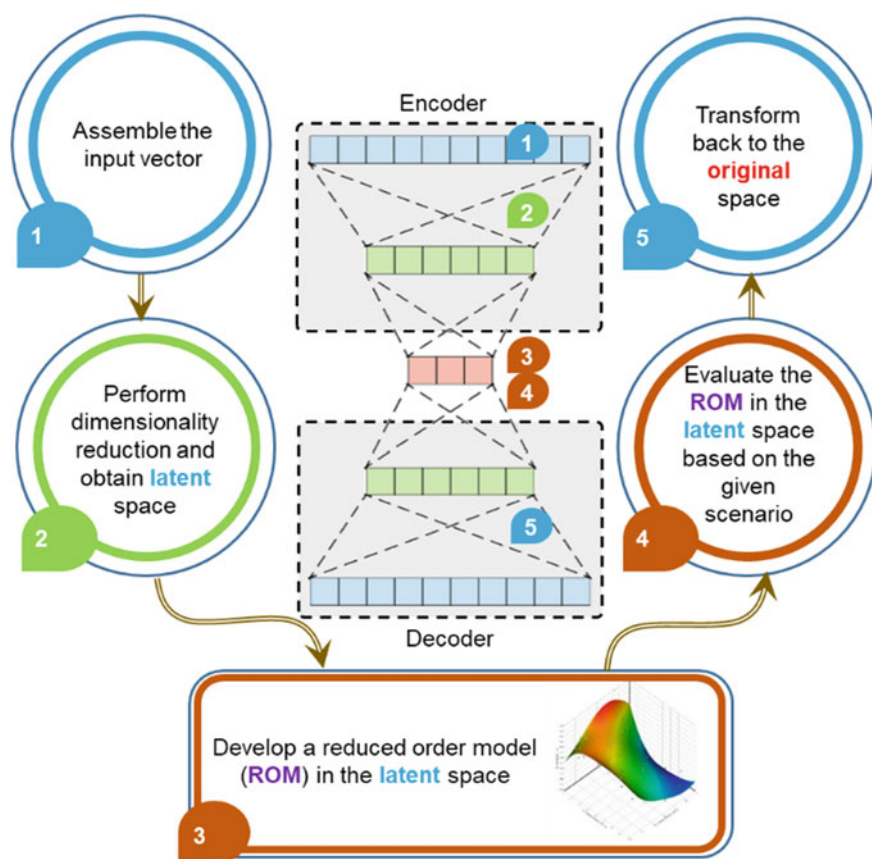 Assemble the
input vector
1
Perform
dimensionality
reduction and
obtain latent
space
2
Develop a reduced order model
(ROM) in the latent space
3
Evaluate the
ROM in the
latent space
based on the
given
scenario
4
Transform
back to the
original
space
5
Encoder
1
2
3
4
5
Decoder